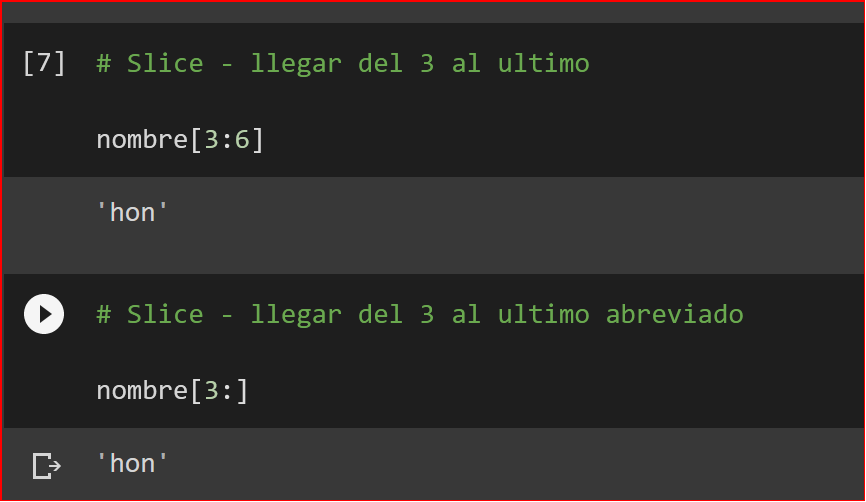 [7] # Slice - llegar del 3 al ultimo
nombre[3:6]
'hon'
# Slice - llegar del 3 al ultimo abreviado
nombre[3:]
'hon'